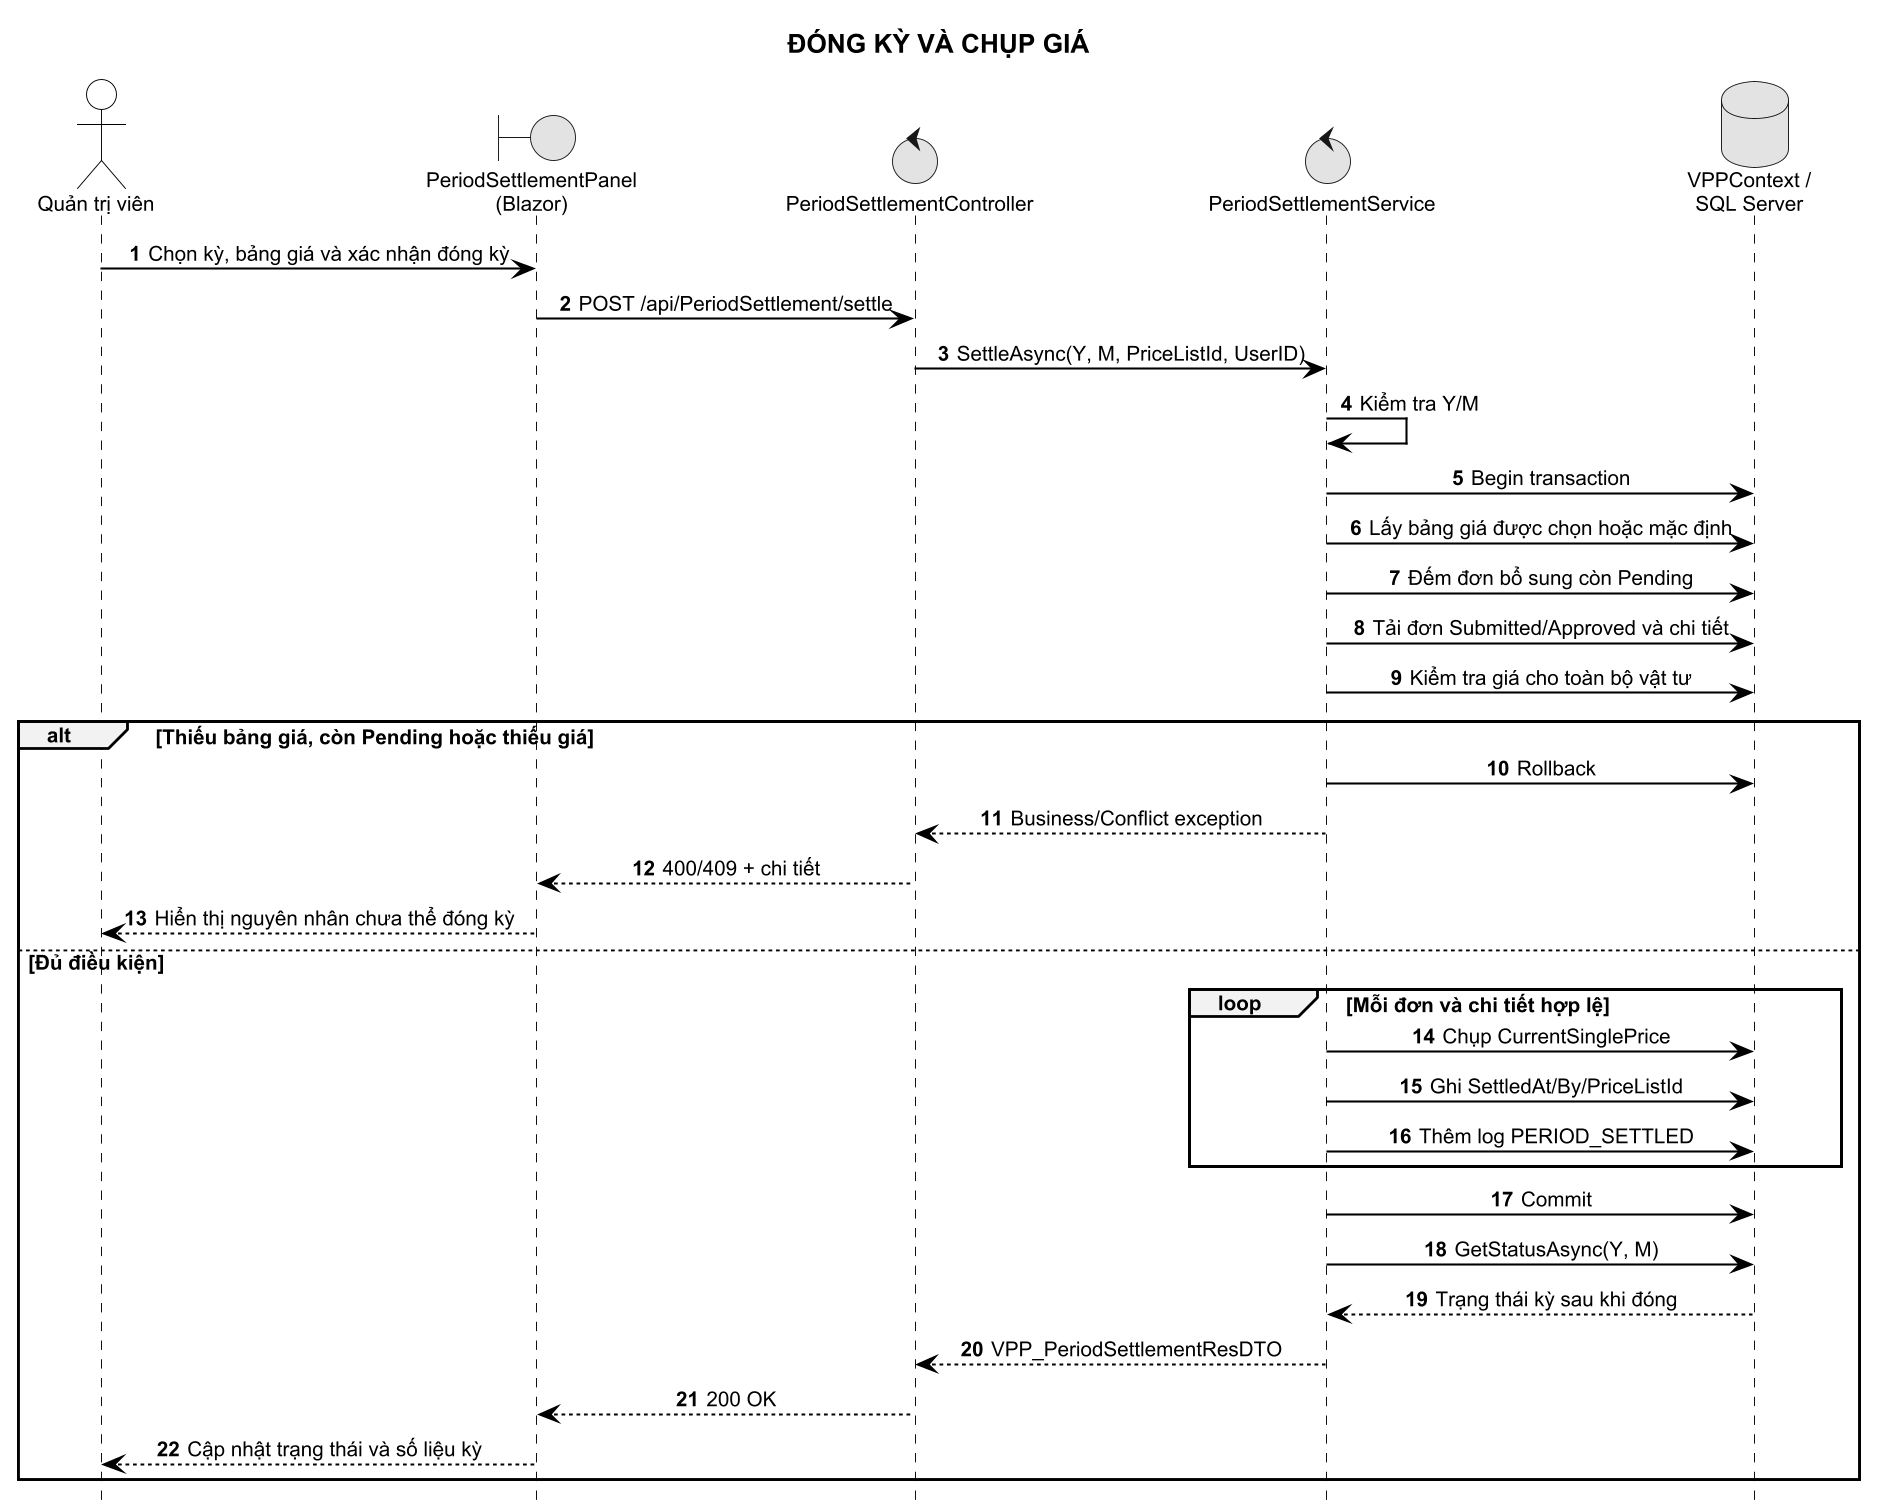 ĐÓNG KỲ VÀ CHỤP GIÁ
Quản trị viên
PeriodSettlementPanel
(Blazor)
PeriodSettlementController
PeriodSettlementService
VPPContext /
SQL Server
1 Chọn kỳ, bảng giá và xác nhận đóng kỳ
2 POST /api/PeriodSettlement/settle
3 SettleAsync(Y, M, PriceListId, UserID)
4 Kiểm tra Y/M
5 Begin transaction
6 Lấy bảng giá được chọn hoặc mặc định
7 Đếm đơn bổ sung còn Pending
8 Tải đơn Submitted/Approved và chi tiết
9 Kiểm tra giá cho toàn bộ vật tư
alt [Thiếu bảng giá, còn Pending hoặc thiếu giá]
10 Rollback
11 Business/Conflict exception
12 400/409 + chi tiết
13 Hiển thị nguyên nhân chưa thể đóng kỳ
[Đủ điều kiện]
loop [Mỗi đơn và chi tiết hợp lệ]
14 Chụp CurrentSinglePrice
15 Ghi SettledAt/By/PriceListId
16 Thêm log PERIOD_SETTLED
17 Commit
18 GetStatusAsync(Y, M)
19 Trạng thái kỳ sau khi đóng
20 VPP_PeriodSettlementResDTO
21 200 OK
22 Cập nhật trạng thái và số liệu kỳ